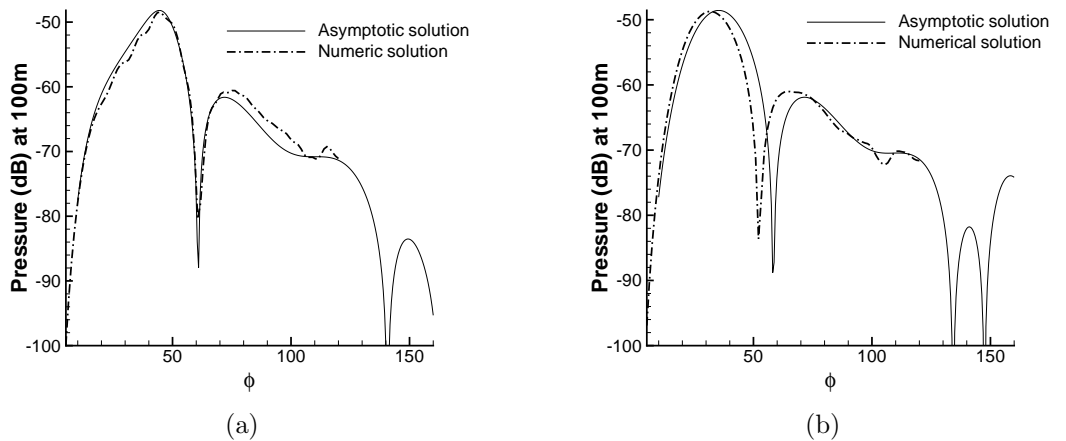 Pressure (dB) at 100m
-50
-60
-70
-80
-90
-100
50
100
150
ϕ
Asymptotic solution
Numeric solution
(a)
Pressure (dB) at 100m
-50
-60
-70
-80
-90
-100
50
100
150
ϕ
Asymptotic solution
Numerical solution
(b)